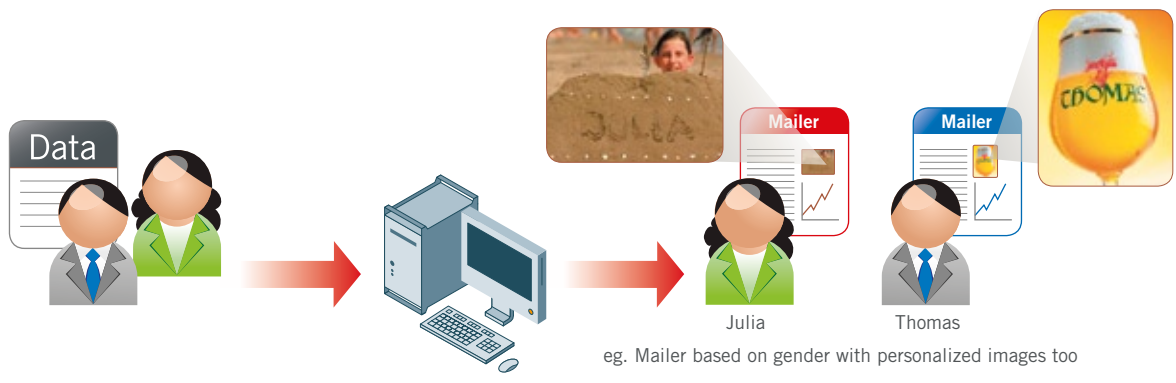 Data
JULIA
Mailer
Mailer
THOMAS
Julia
Thomas
eg. Mailer based on gender with personalized images too